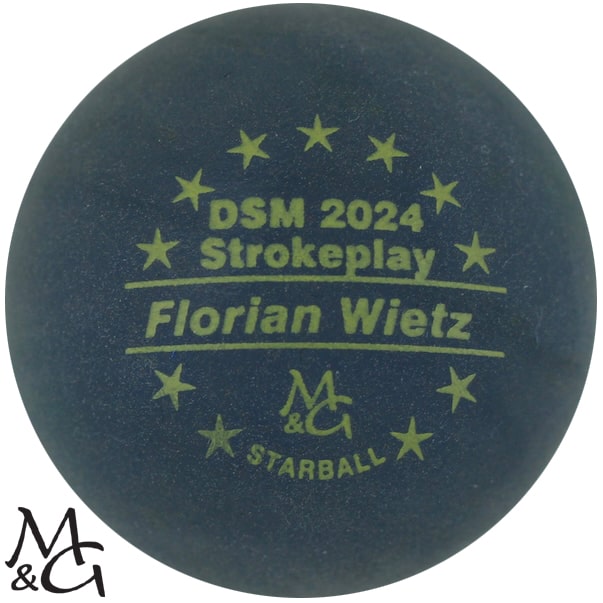 DSM 2024
Strokeplay
Florian Wietz
M&G
STARBALL
M&G